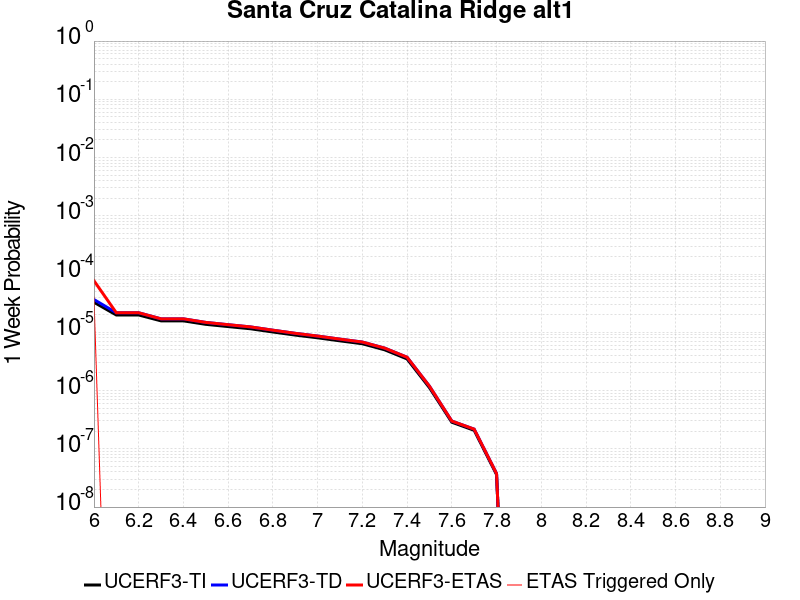 Santa Cruz Catalina Ridge alt1
1 Week Probability
10^0
10^-1
10^-2
10^-3
10^-4
10^-5
10^-6
10^-7
10^-8
6 6.2 6.4 6.6 6.8 7 7.2 7.4 7.6 7.8 8 8.2 8.4 8.6 8.8 9
Magnitude
UCERF3-TI UCERF3-TD UCERF3-ETAS ETAS Triggered Only